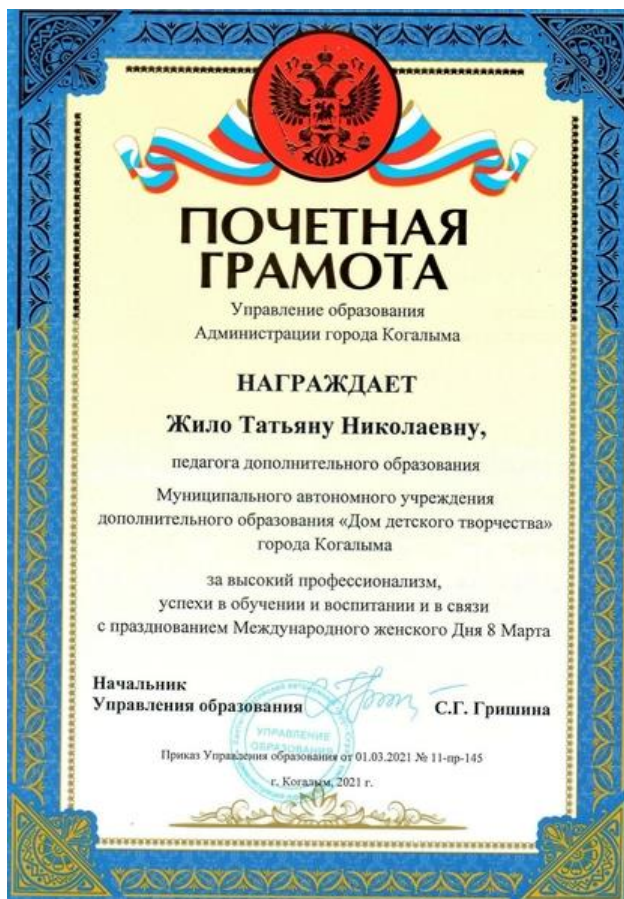 ПОЧЕТНАЯ
ГРАМОТА
Управление образования
Администрации города Когалыма
НАГРАЖДАЕТ
Жило Татьяну Николаевну,
педагога дополнительного образования
Муниципального автономного учреждения
дополнительного образования «Дом детского творчества»
города Когалыма
за высокий профессионализм,
успехи в обучении и воспитании и в связи
с празднованием Международного женского Дня 8 Марта
Начальник
Управления образования
С.Г. Гришина
УПРАВЛЕНИЕ
ОБРАЗОВАНИЯ
Приказ Управления образования от 01.03.2021 № 11-пр-145
г. Когалым, 2021 г.